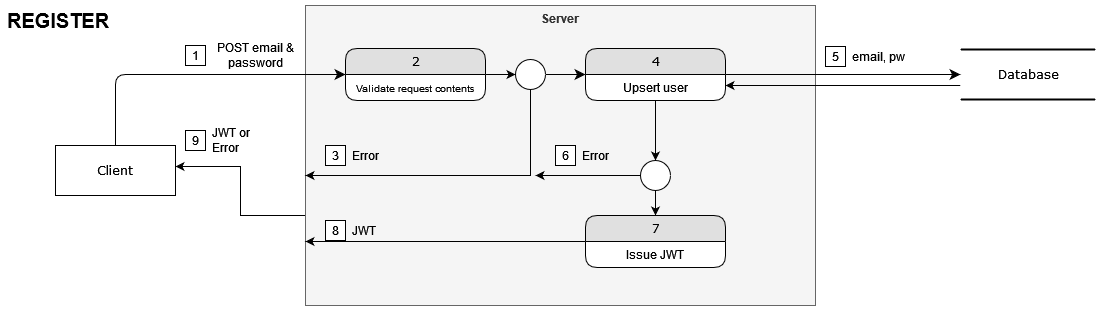 REGISTER
Server
1
POST email &
password
2
Validate request contents
4
Upsert user
5
email, pw
Database
9
JWT or
Error
Client
3
Error
6
Error
7
Issue JWT
8
JWT